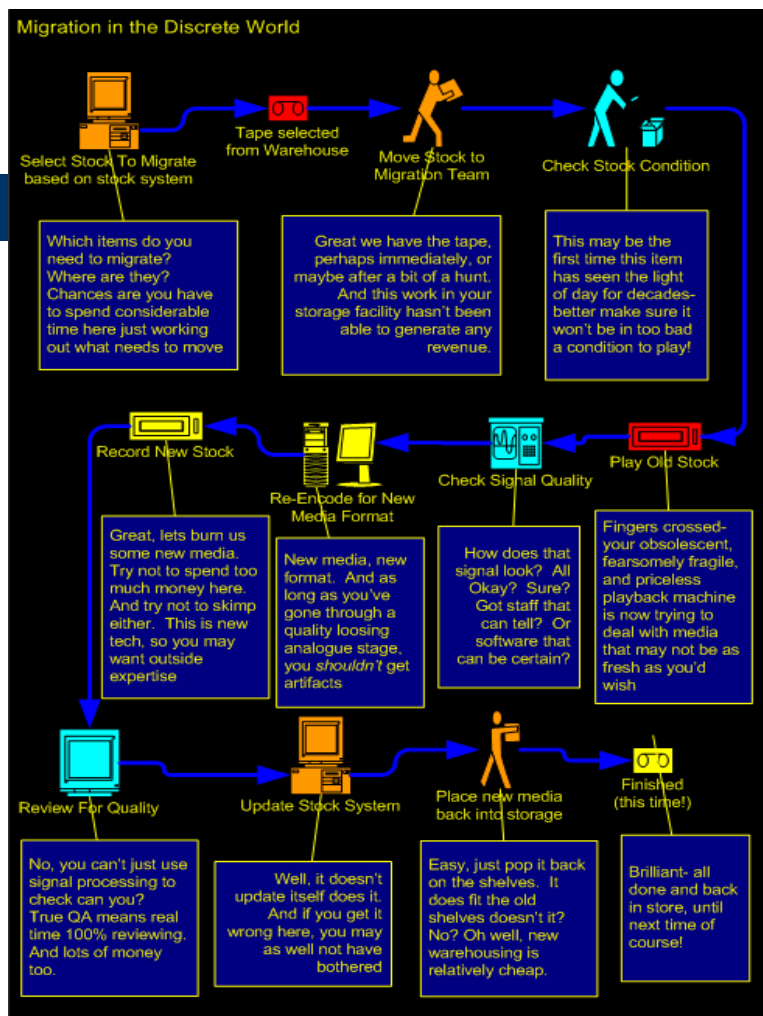 Migration in the Discrete World
Select Stock To Migrate
based on stock system
Tape selected
from Warehouse
Move Stock to
Migration Team
Check Stock Condition
Which items do you
need to migrate?
Where are they?
Chances are you have
to spend considerable
time here just working
out what needs to move
Great we have the tape,
perhaps immediately, or
maybe after a bit of a hunt.
And this work in your
storage facility hasn't been
able to generate any
revenue.
This may be the
first time this item
has seen the light
of day for decades-
better make sure it
won't be in too bad
a condition to play!
Play Old Stock
Check Signal Quality
Re-Encode for New
Media Format
Record New Stock
Fingers crossed-
your obsolescent,
fearsomely fragile,
and priceless
playback machine
is now trying to
deal with media
that may not be as
fresh as you'd
wish
How does that
signal look? All
Okay? Sure?
Got staff that
can tell? Or
software that
can be certain?
New media, new
format. And as
long as you've
gone through a
quality loosing
analogue stage,
you shouldn't get
artifacts
Great, lets burn us
some new media.
Try not to spend too
much money here.
And try not to skimp
either. This is new
tech, so you may
want outside
expertise
Review For Quality
Update Stock System
Place new media
back into storage
Finished
(this time!)
No, you can't just use
signal processing to
check can you?
True QA means real
time 100% reviewing.
And lots of money
too.
Well, it doesn't
update itself does it.
And if you get it
wrong here, you may
as well not have
bothered
Easy, just pop it back
on the shelves. It
does fit the old
shelves doesn't it?
No? Oh well, new
warehousing is
relatively cheap.
Brilliant- all
done and back
in store, until
next time of
course!